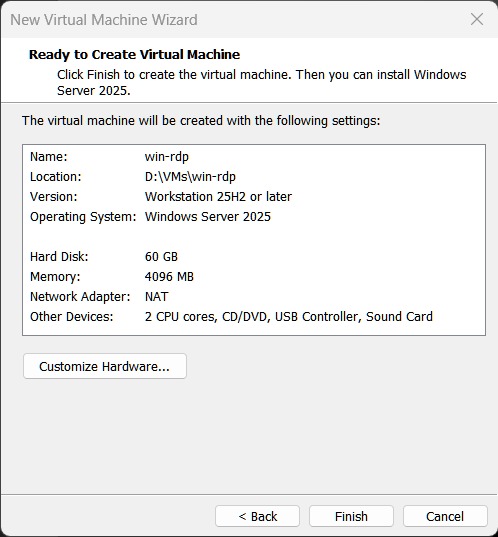 New Virtual Machine Wizard
Ready to Create Virtual Machine
Click Finish to create the virtual machine. Then you can install Windows
Server 2025.
The virtual machine will be created with the following settings:
Name: win-rdp
Location: D:\VMs\win-rdp
Version: Workstation 25H2 or later
Operating System: Windows Server 2025
Hard Disk: 60 GB
Memory: 4096 MB
Network Adapter: NAT
Other Devices: 2 CPU cores, CD/DVD, USB Controller, Sound Card
Customize Hardware...
< Back Finish Cancel